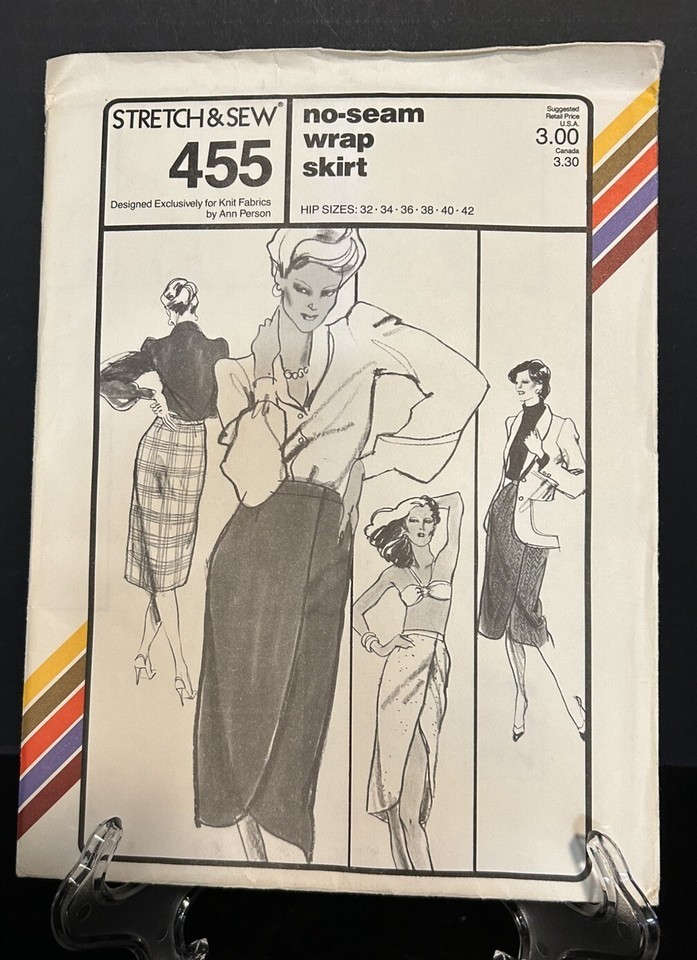 STRETCH & SEW®
455
Designed Exclusively for Knit Fabrics
by Ann Person
no-seam
wrap
skirt
HIP SIZES: 32 · 34 · 36 · 38 · 40 · 42
Suggested
Retail Price
U.S.A.
3.00
Canada
3.30